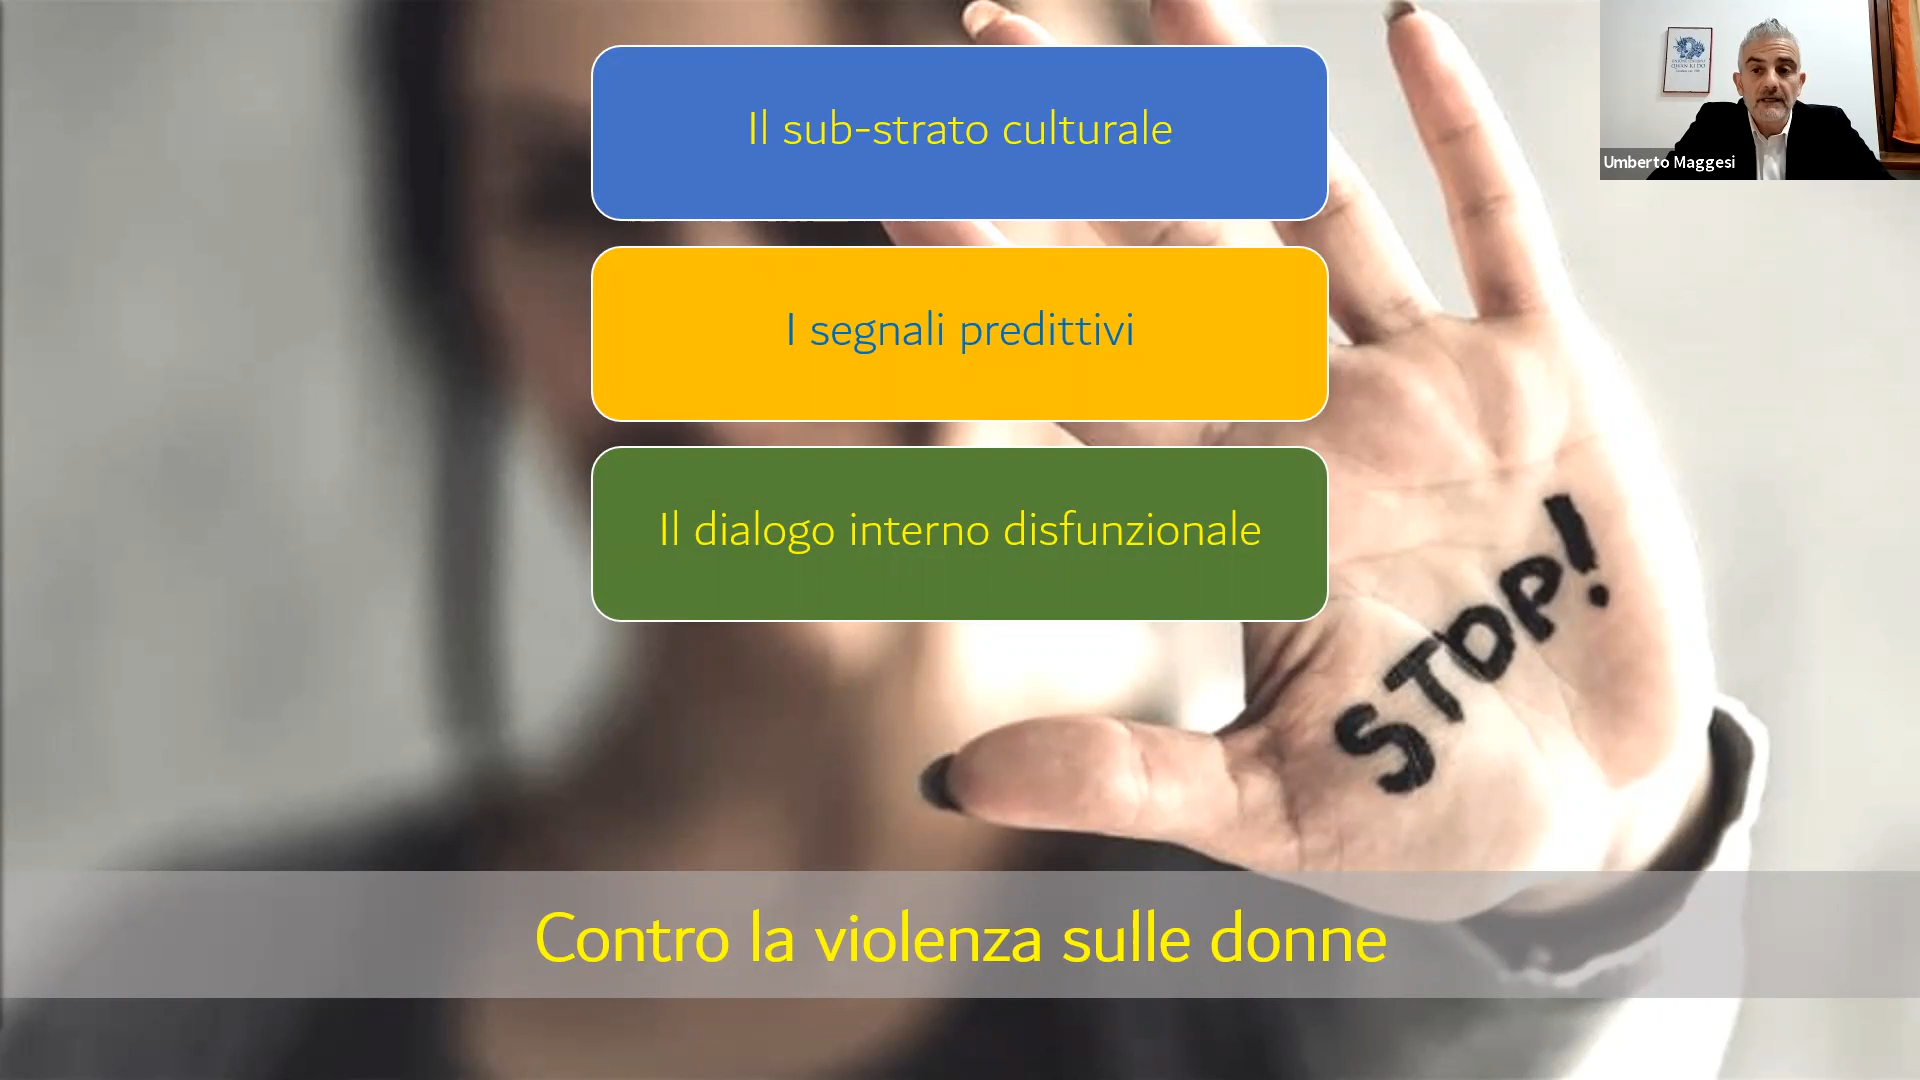 Il sub-strato culturale
I segnali predittivi
Il dialogo interno disfunzionale
STOP!
Contro la violenza sulle donne
Umberto Maggesi